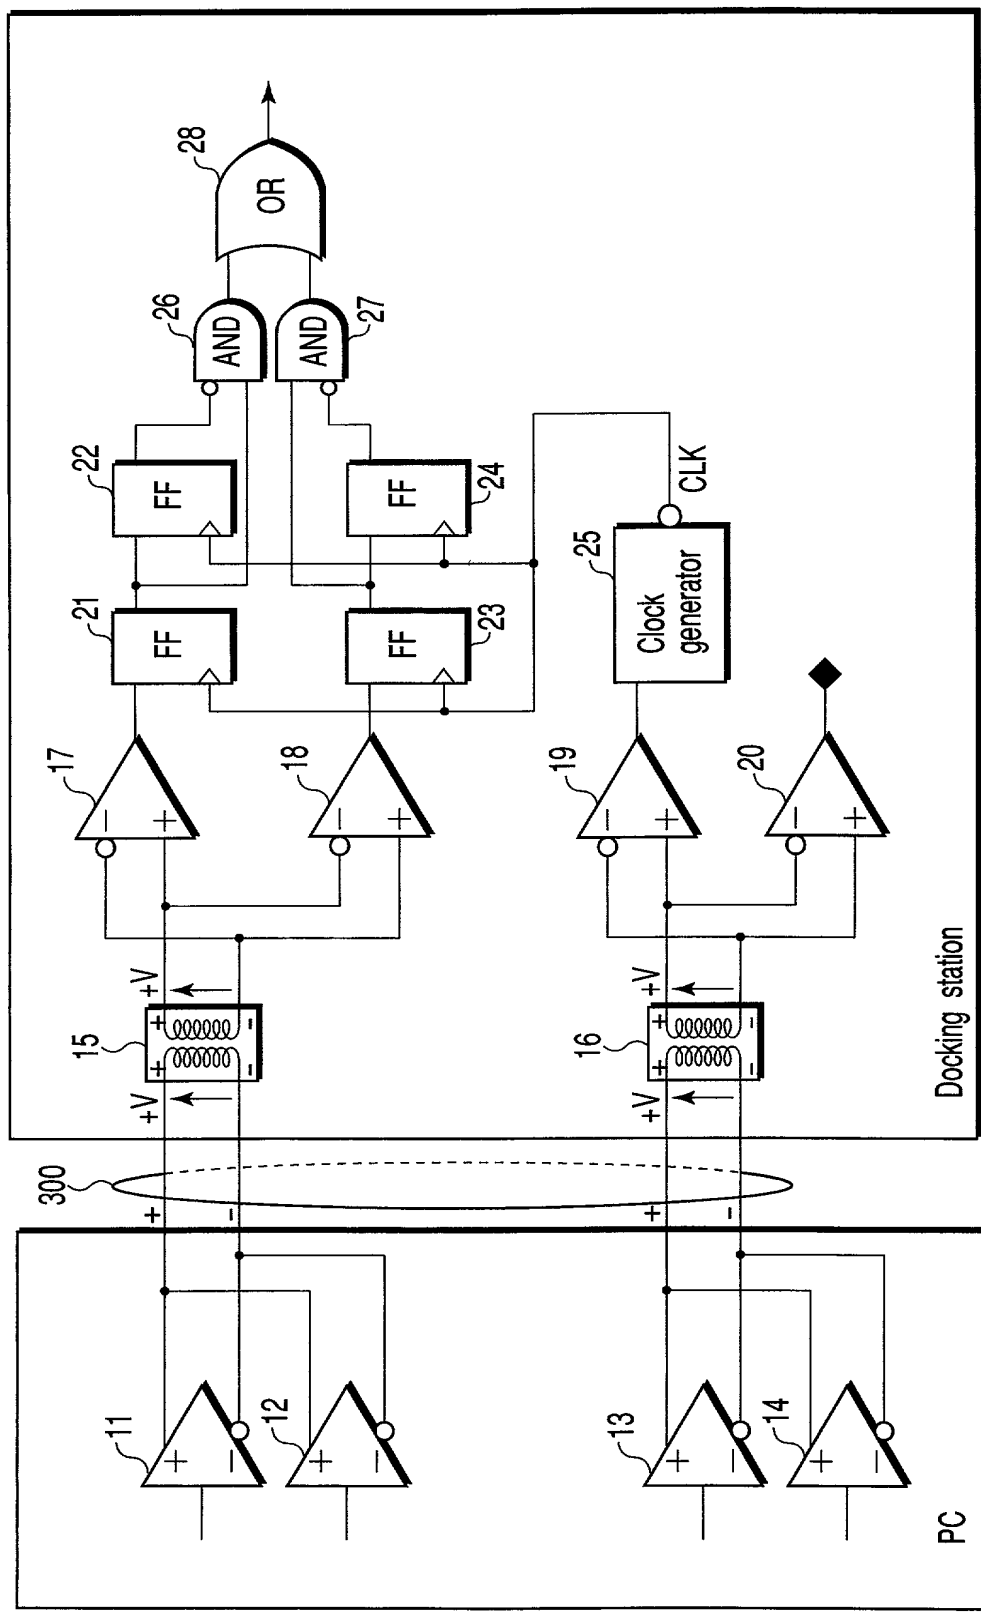 PC
11
+
−
12
+
−
13
+
−
14
+
−
300
+
-
+
-
Docking station
15
+V
+V
+
-
+
-
16
+V
+V
+
-
+
-
17
−
+
18
−
+
19
−
+
20
−
+
21
FF
22
FF
23
FF
24
FF
25
Clock
generator
CLK
26
AND
27
AND
28
OR